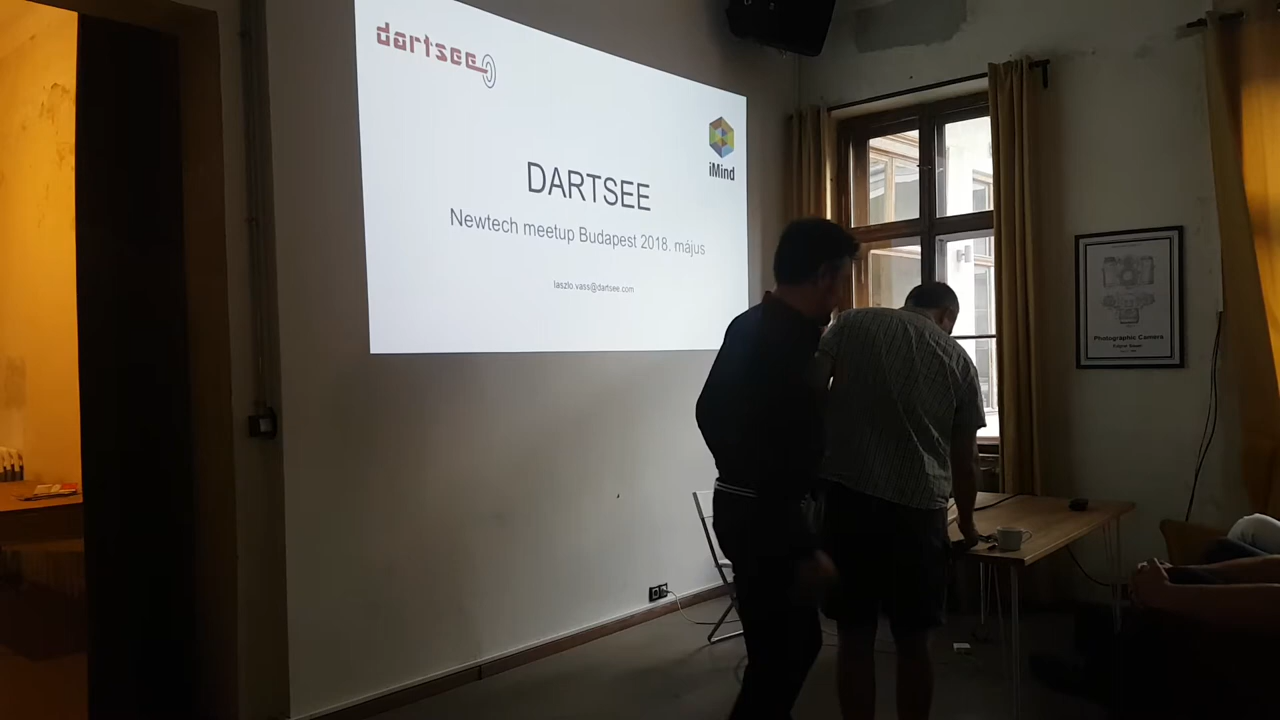 dartsee
iMind
DARTSEE
Newtech meetup Budapest 2018. május
laszlo.vass@dartsee.com
Photographic Camera